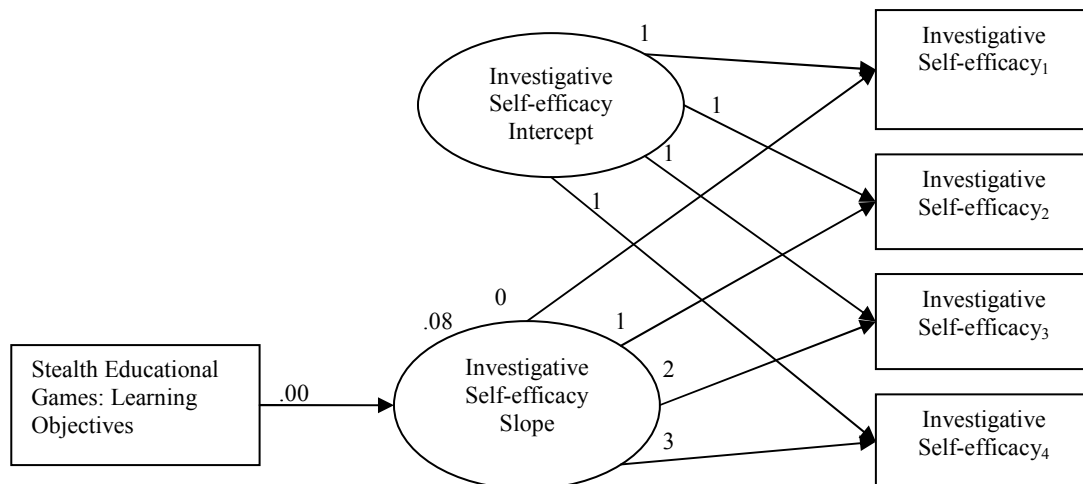 1
Investigative
Self-efficacy₁
Investigative
Self-efficacy
Intercept
1
1
1
Investigative
Self-efficacy₂
0
.08
1
Investigative
Self-efficacy₃
Stealth Educational
Games: Learning
Objectives
.00
Investigative
Self-efficacy
Slope
2
3
Investigative
Self-efficacy₄